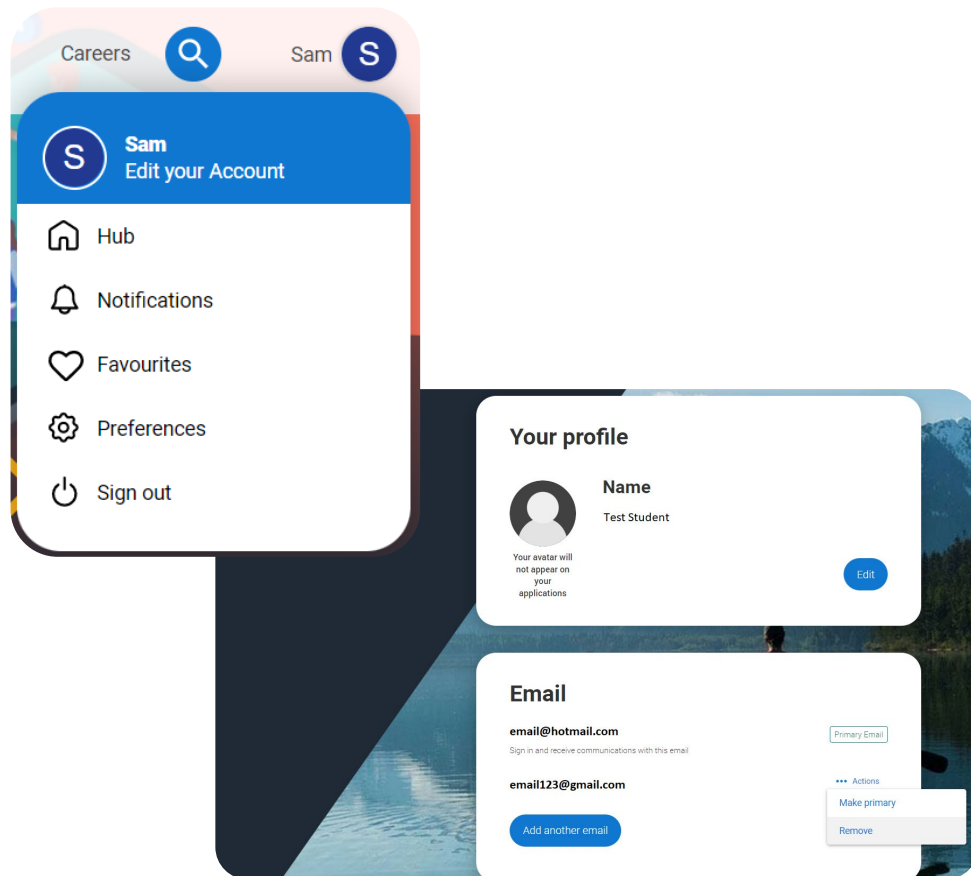 Careers
Sam
S
S
Sam
Edit your Account
Hub
Notifications
Favourites
Preferences
Sign out
Your profile
Name
Test Student
Your avatar will
not appear on
your
applications
Edit
Email
email@hotmail.com
Primary Email
Sign in and receive communications with this email
email123@gmail.com
••• Actions
Make primary
Add another email
Remove